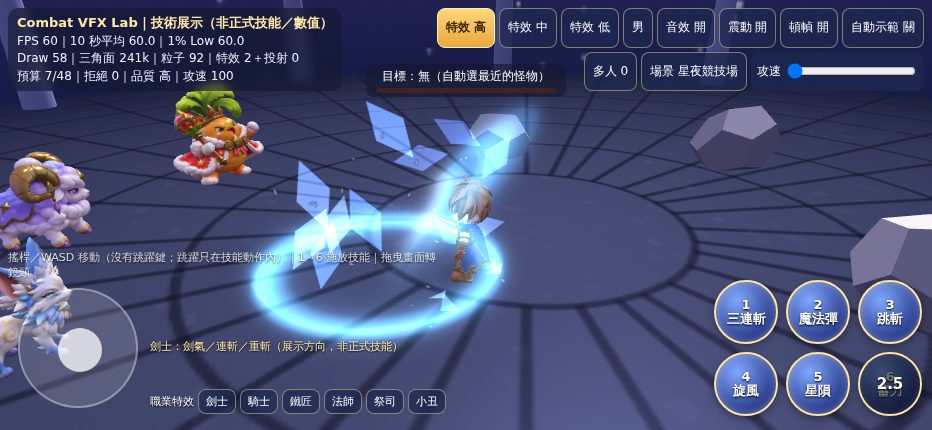 Combat VFX Lab｜技術展示（非正式技能／數值）
FPS 60｜10 秒平均 60.0｜1% Low 60.0
Draw 58｜三角面 241k｜粒子 92｜特效 2＋投射 0
預算 7/48｜拒絕 0｜品質 高｜攻速 100
特效 高
特效 中
特效 低
男
音效 開
震動 開
頓幀 開
自動示範 關
目標：無（自動選最近的怪物）
多人 0
場景 星夜競技場
攻速
搖桿／WASD 移動（沒有跳躍鍵；跳躍只在技能動作內）｜1～6 施放技能｜拖曳畫面轉
鏡頭
劍士：劍氣／連斬／重斬（展示方向，非正式技能）
職業特效
劍士
騎士
鐵匠
法師
祭司
小丑
1
三連斬
2
魔法彈
3
跳斬
4
旋風
5
星隕
2.5